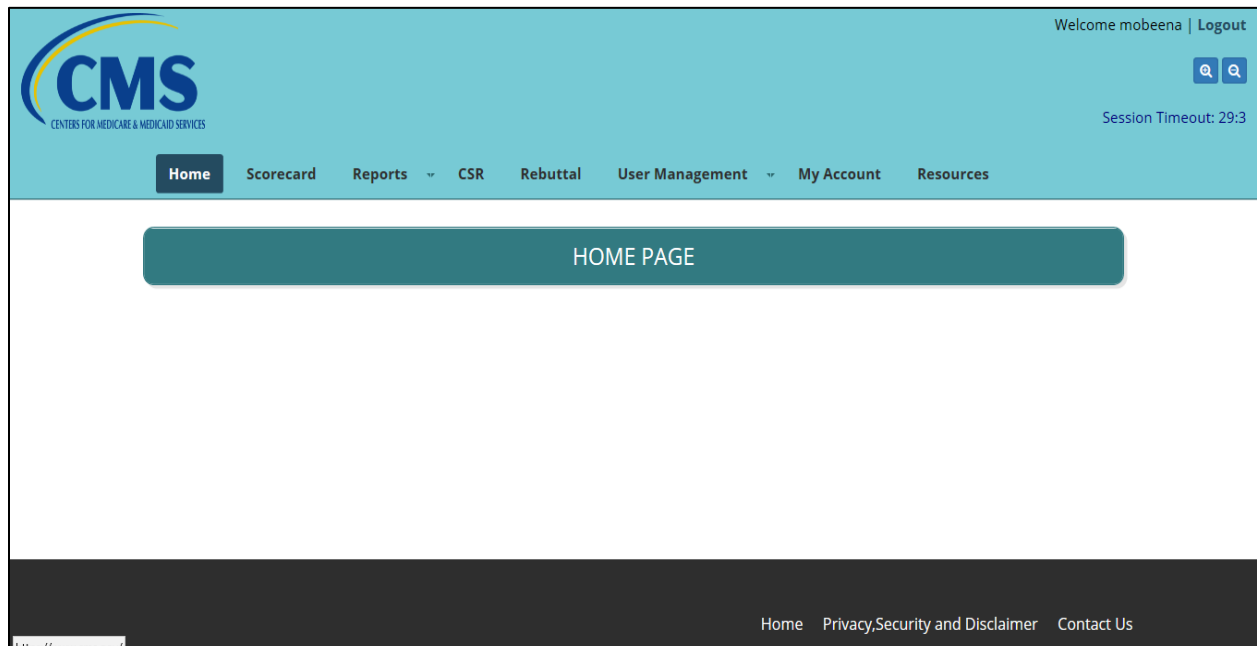 Welcome mobeena | Logout
CMS
CENTERS FOR MEDICARE & MEDICAID SERVICES
Session Timeout: 29:3
Home Scorecard Reports CSR Rebuttal User Management My Account Resources
HOME PAGE
Home Privacy,Security and Disclaimer Contact Us